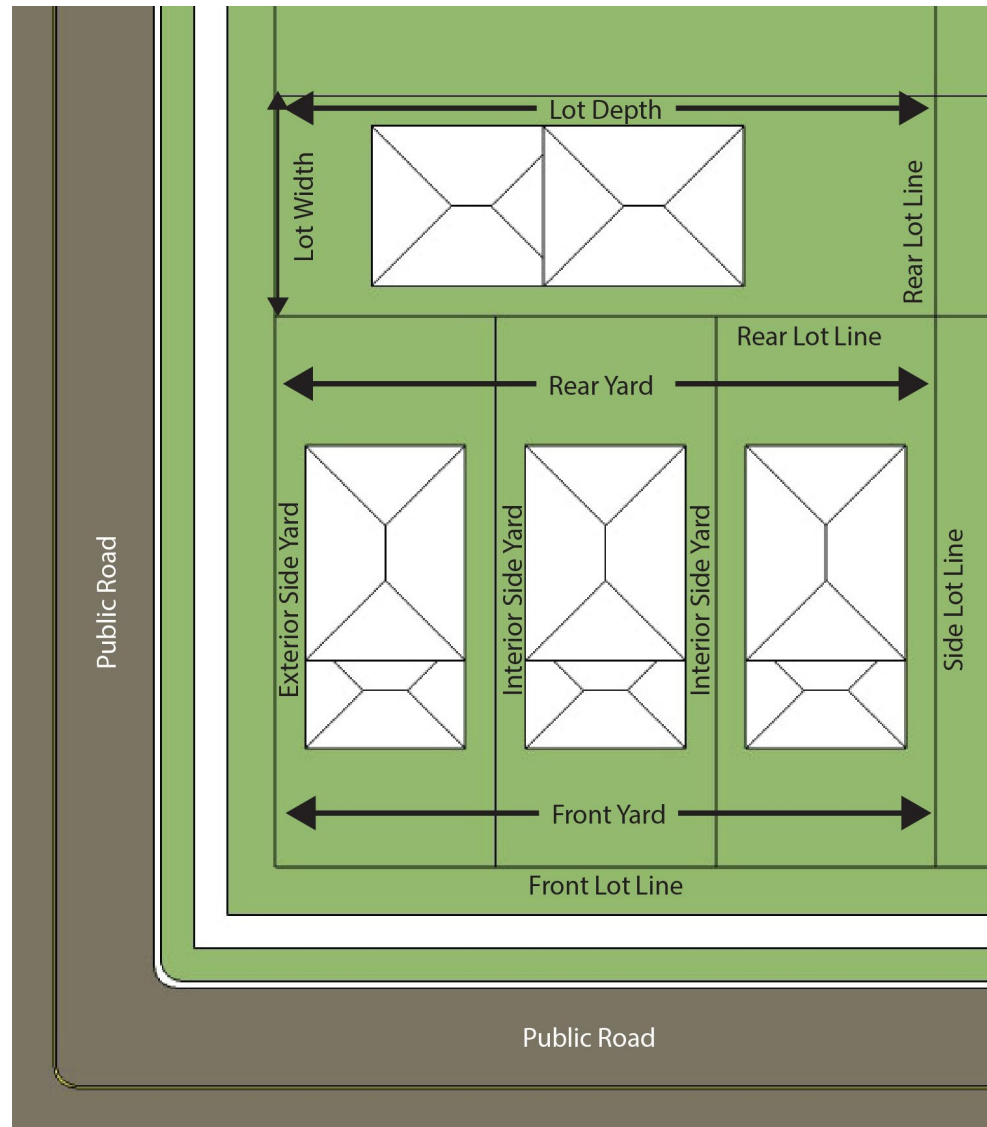 Lot Depth
Lot Width
Rear Lot Line
Rear Lot Line
Rear Yard
Public Road
Exterior Side Yard
Interior Side Yard
Interior Side Yard
Side Lot Line
Front Yard
Front Lot Line
Public Road